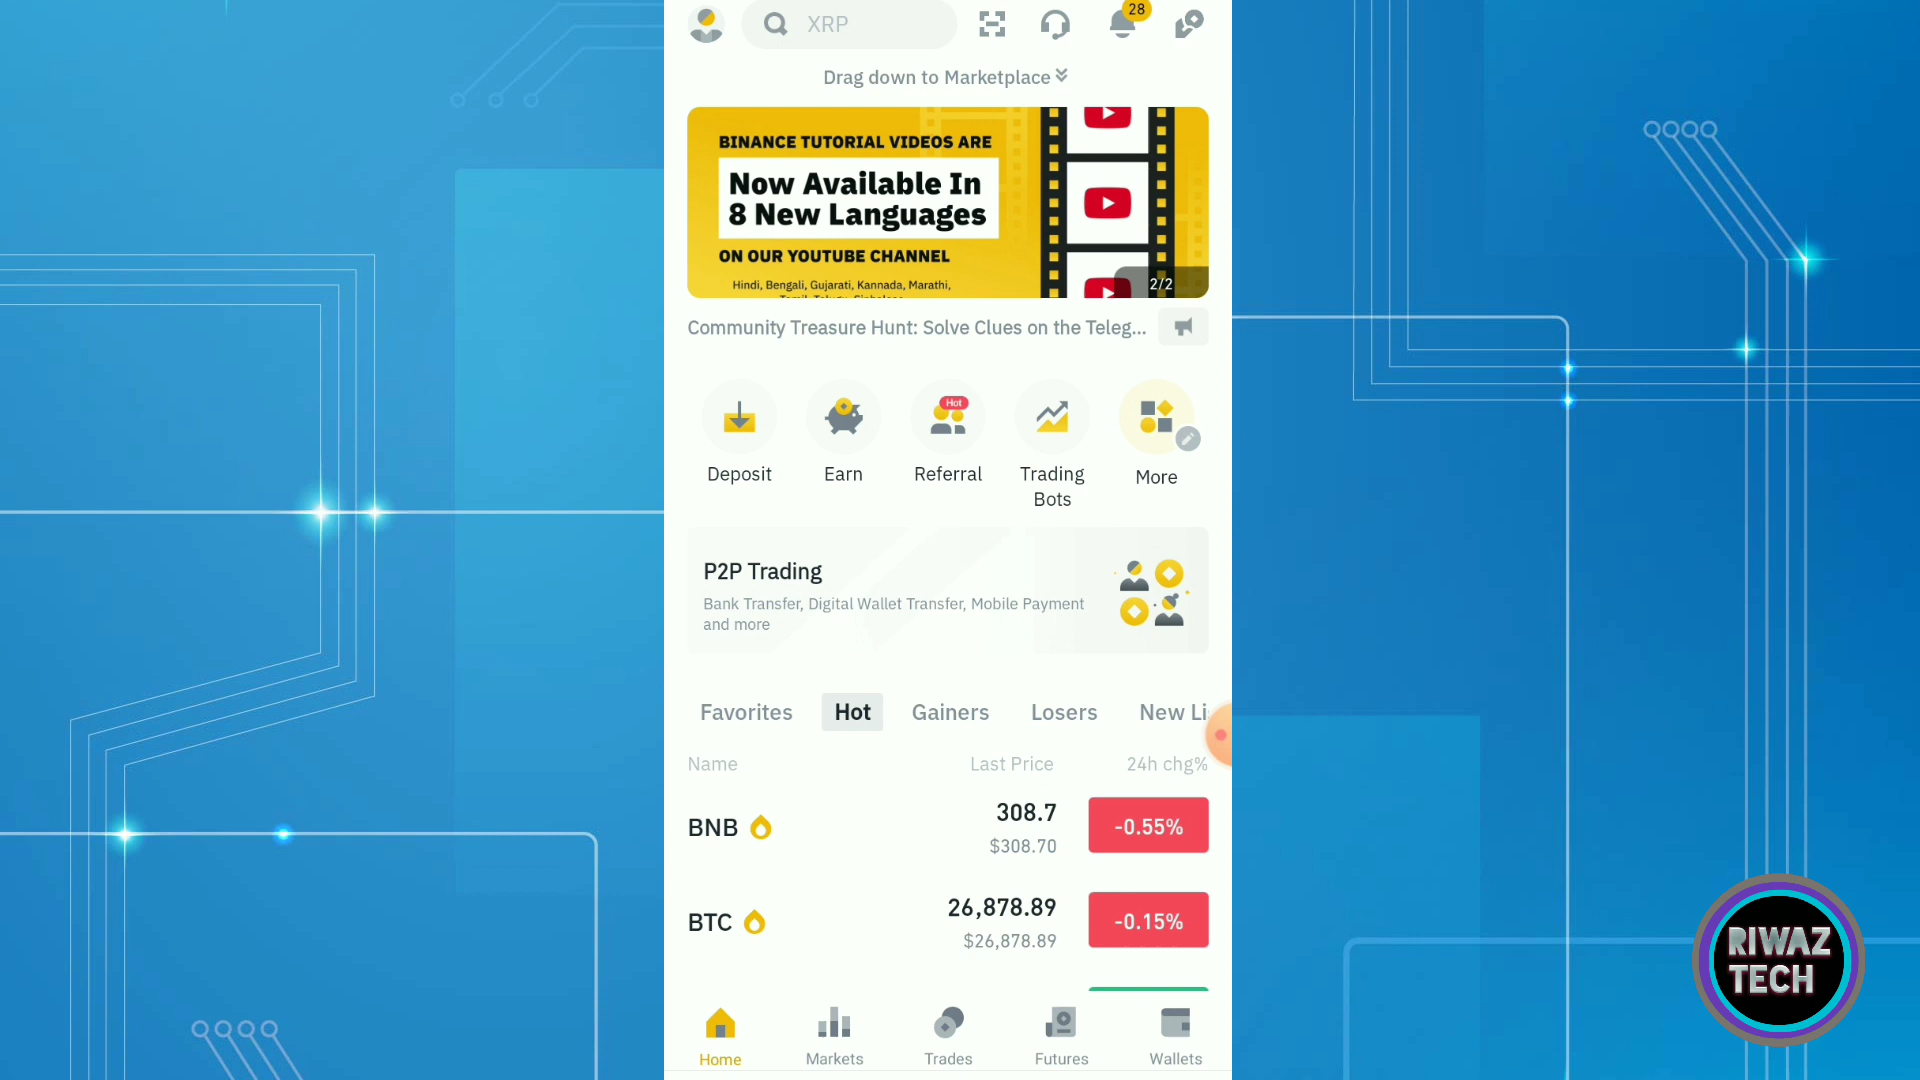 XRP
28
Drag down to Marketplace
BINANCE TUTORIAL VIDEOS ARE
Now Available In
8 New Languages
ON OUR YOUTUBE CHANNEL
Hindi, Bengali, Gujarati, Kannada, Marathi,
2/2
Community Treasure Hunt: Solve Clues on the Teleg...
Hot
Deposit
Earn
Referral
Trading
Bots
More
P2P Trading
Bank Transfer, Digital Wallet Transfer, Mobile Payment
and more
Favorites Hot Gainers Losers New Li
Name Last Price 24h chg%
BNB 308.7 -0.55%
$308.70
BTC 26,878.89 -0.15%
$26,878.89
Home Markets Trades Futures Wallets
RIWAZ
TECH